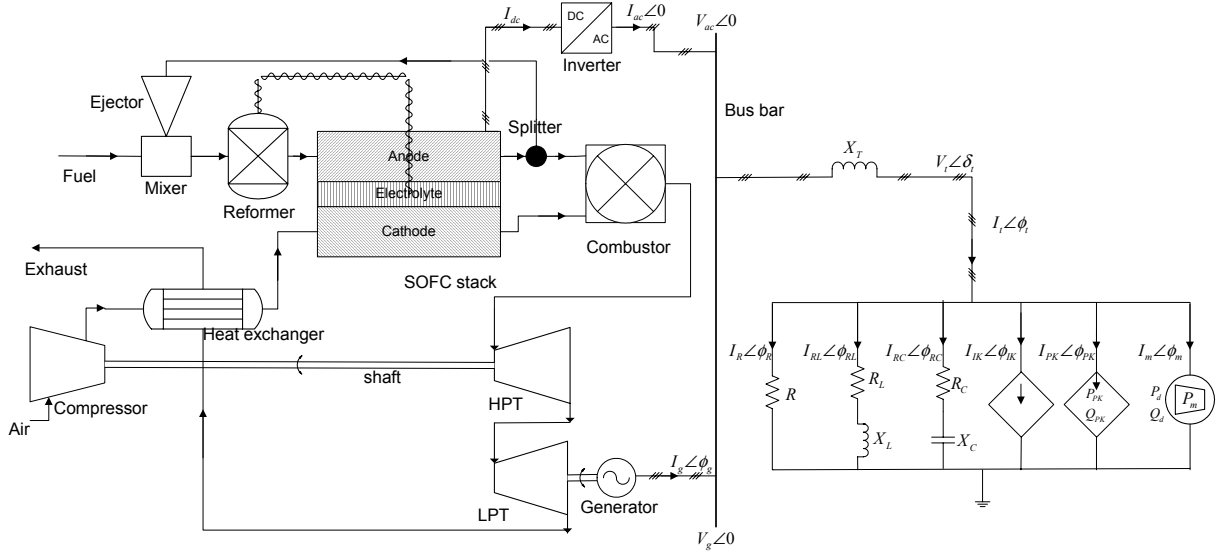 I_dc
DC
AC
I_ac∠0
V_ac∠0
Inverter
Ejector
Splitter
Bus bar
Fuel
Mixer
Reformer
Anode
Electrolyte
Cathode
Combustor
X_T
V_t∠δ_t
I_t∠ϕ_t
Exhaust
SOFC stack
Heat exchanger
Compressor
Air
shaft
HPT
LPT
Generator
I_g∠ϕ_g
V_g∠0
I_R∠ϕ_R
I_RL∠ϕ_RL
I_RC∠ϕ_RC
I_IK∠ϕ_IK
I_PK∠ϕ_PK
I_m∠ϕ_m
R
R_L
X_L
R_C
X_C
P_PK
Q_PK
P_d
Q_d
P_m